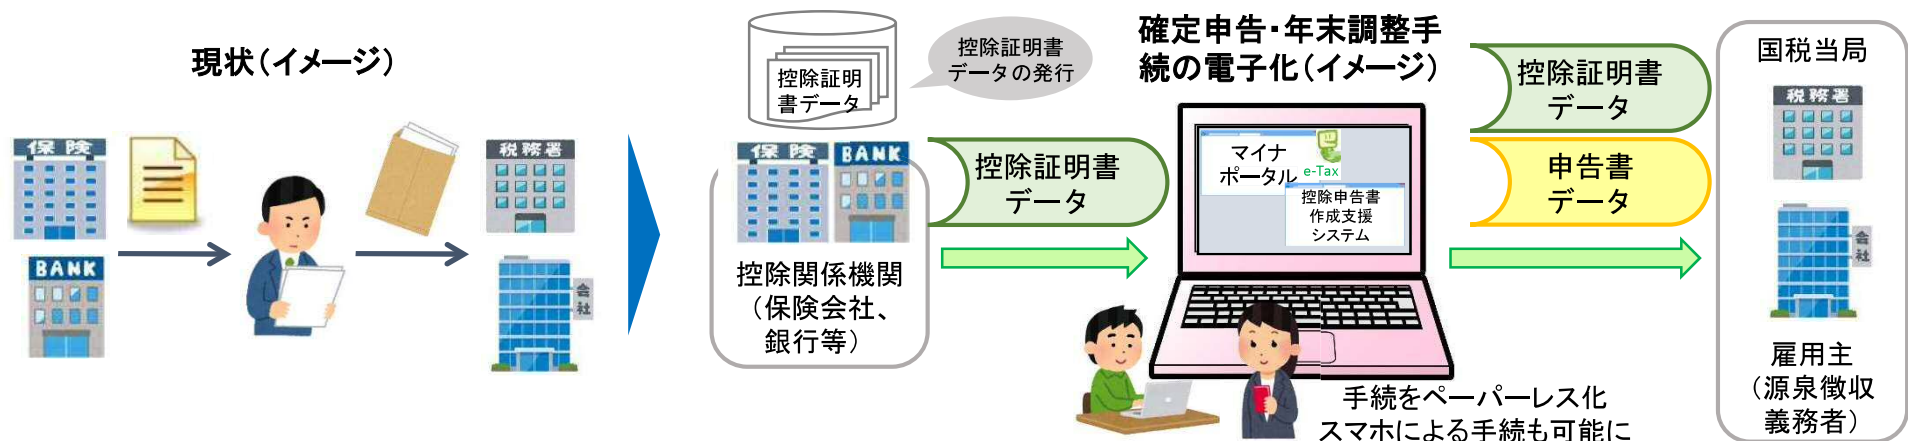 現状（イメージ）
保険
BANK
税務署
会社
控除証明
書データ
控除証明書
データの発行
保険
BANK
控除関係機関
（保険会社、
銀行等）
控除証明書
データ
確定申告・年末調整手
続の電子化（イメージ）
マイナ
ポータル
e-Tax
控除申告書
作成支援
システム
手続をペーパーレス化
スマホによる手続も可能に
控除証明書
データ
申告書
データ
国税当局
税務署
会社
雇用主
（源泉徴収
義務者）